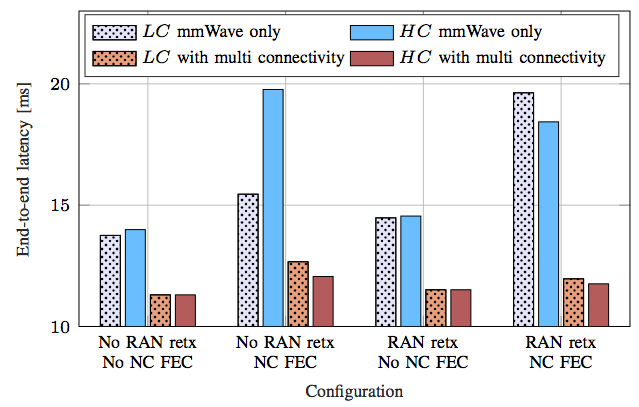 LC mmWave only
HC mmWave only
LC with multi connectivity
HC with multi connectivity
End-to-end latency [ms]
20
15
10
No RAN retx
No NC FEC
No RAN retx
NC FEC
RAN retx
No NC FEC
RAN retx
NC FEC
Configuration